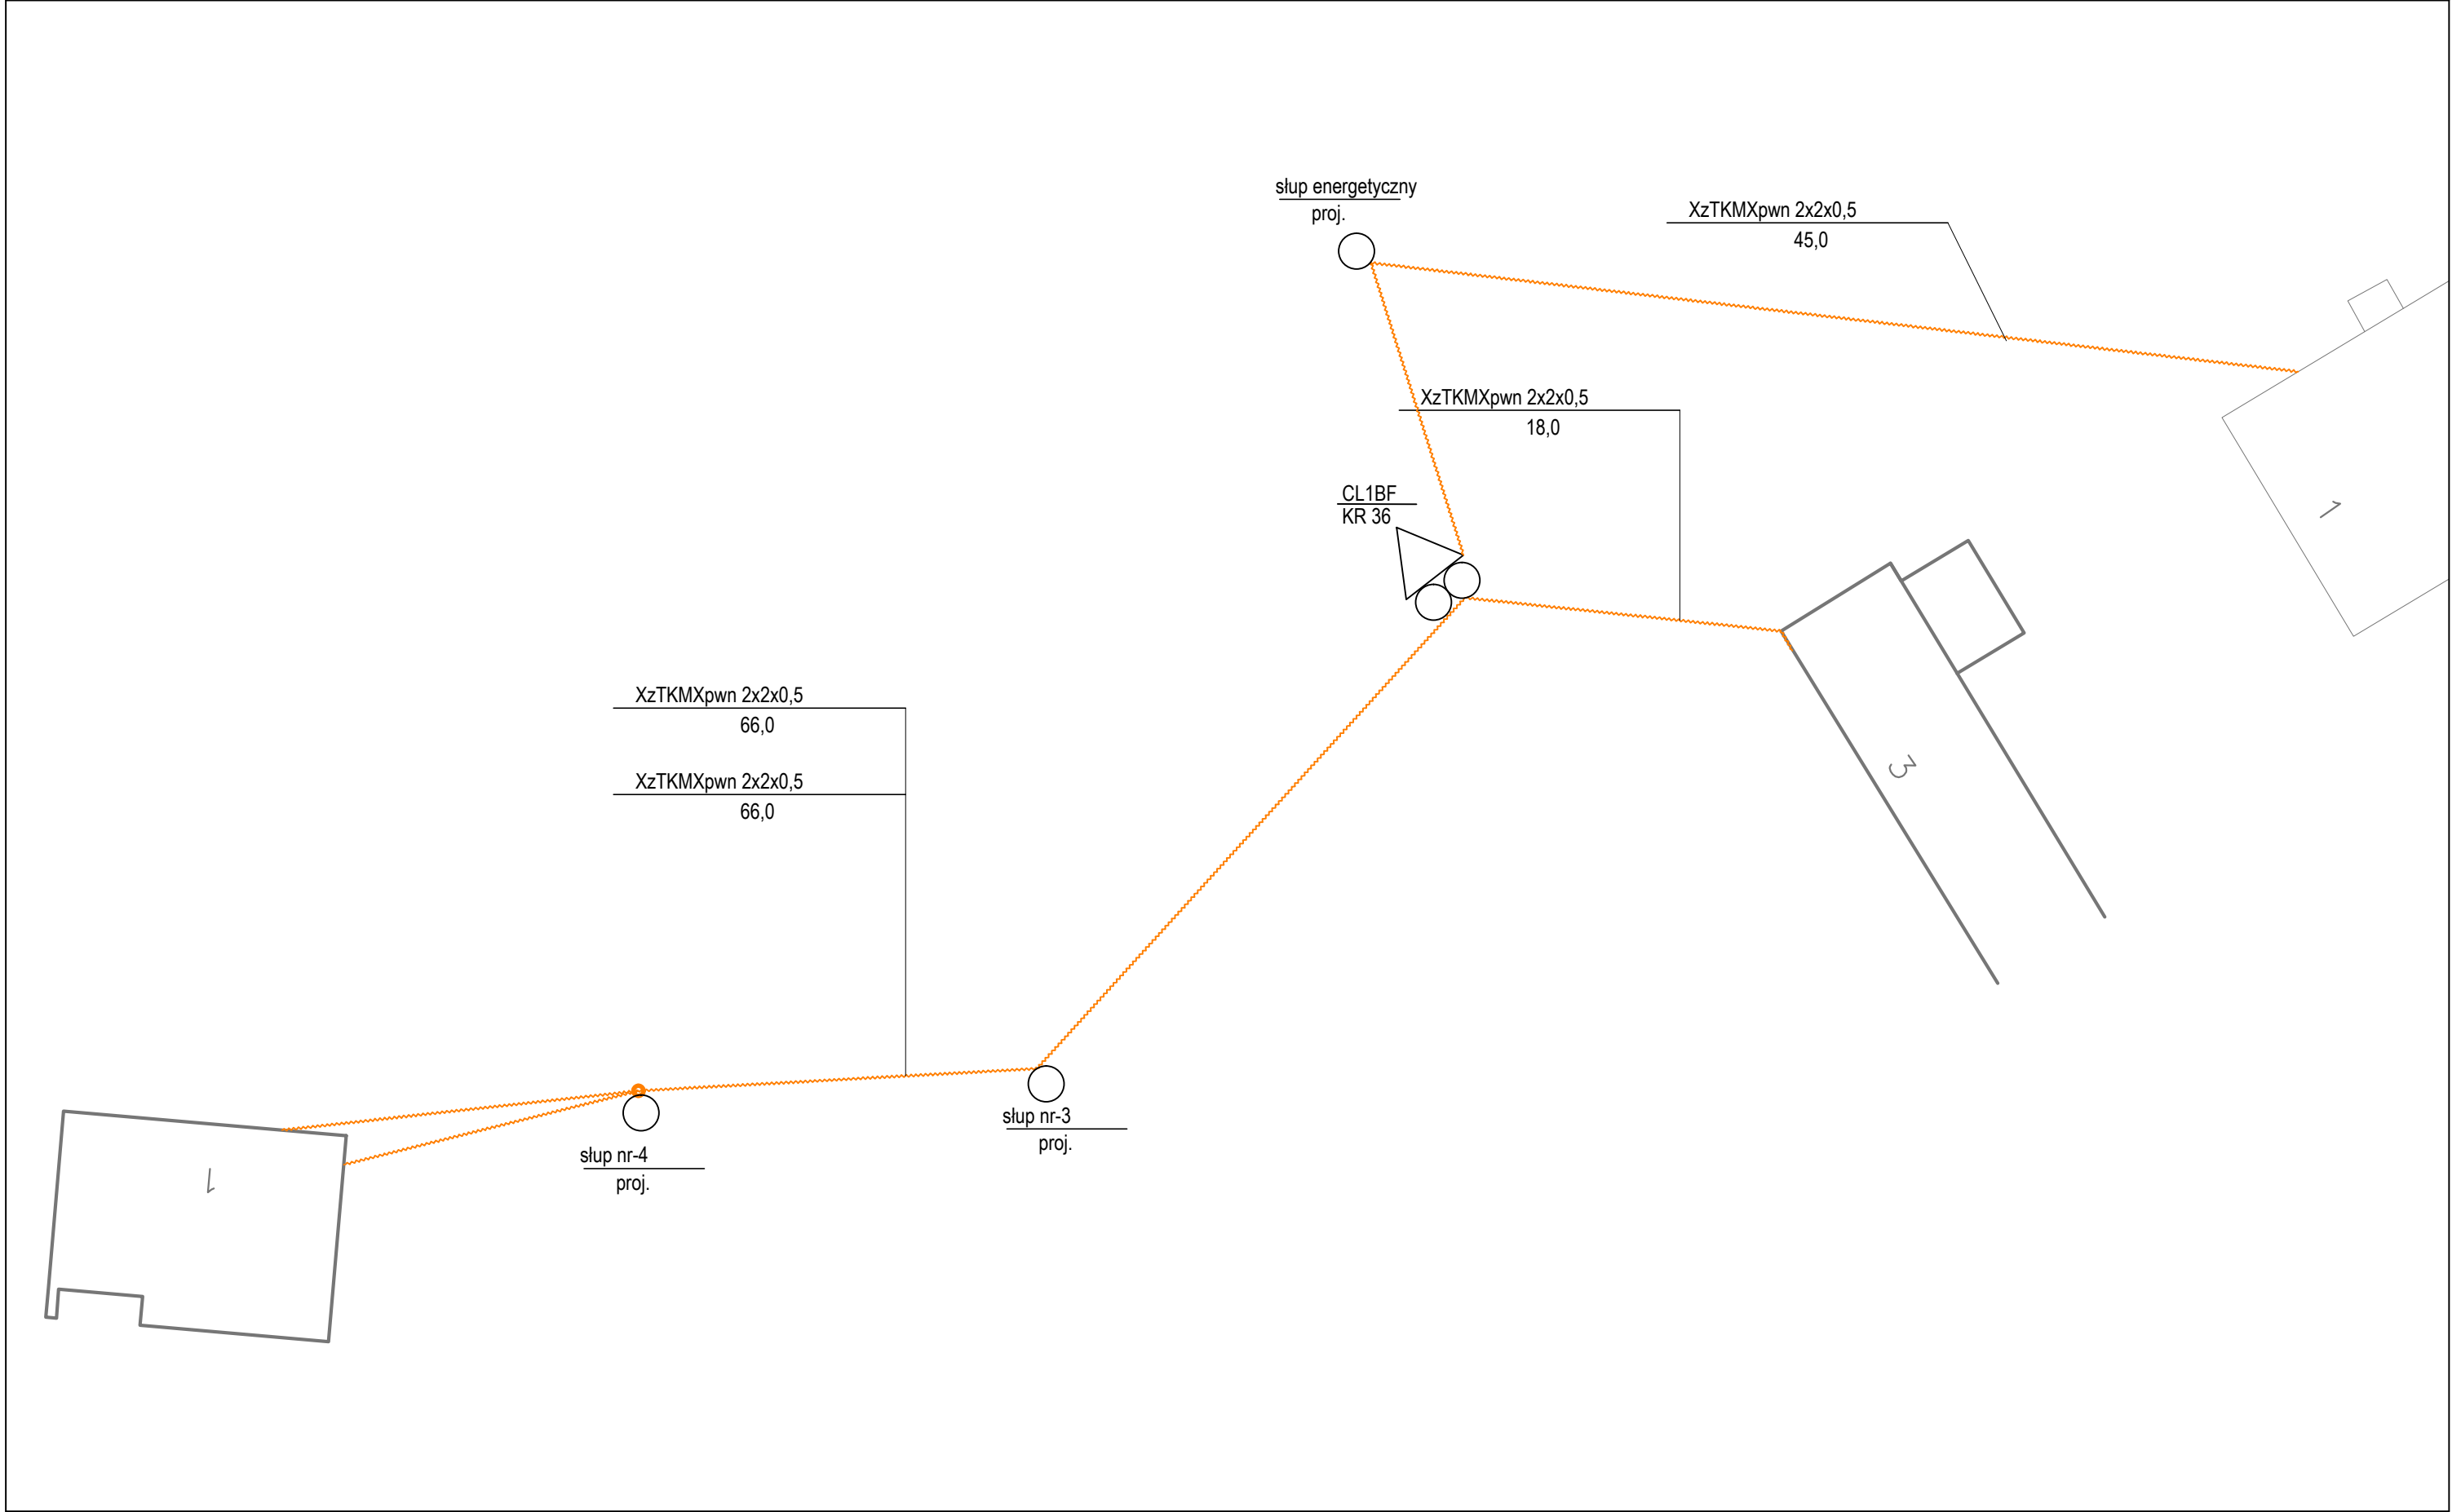 słup energetyczny
proj.
XzTKMXpwn 2x2x0,5
45,0
XzTKMXpwn 2x2x0,5
18,0
CL1BF
KR 36
1
3
XzTKMXpwn 2x2x0,5
66,0
XzTKMXpwn 2x2x0,5
66,0
słup nr-3
proj.
słup nr-4
proj.
1